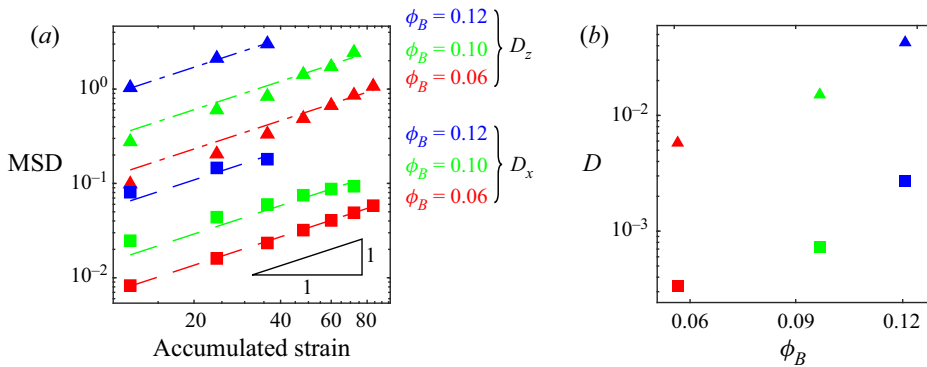 (a)
MSD
10⁰
10⁻¹
10⁻²
20
40
60
80
Accumulated strain
1
1
ϕB = 0.12
ϕB = 0.10
ϕB = 0.06
Dz
ϕB = 0.12
ϕB = 0.10
ϕB = 0.06
Dx
(b)
D
10⁻²
10⁻³
0.06
0.09
0.12
ϕB